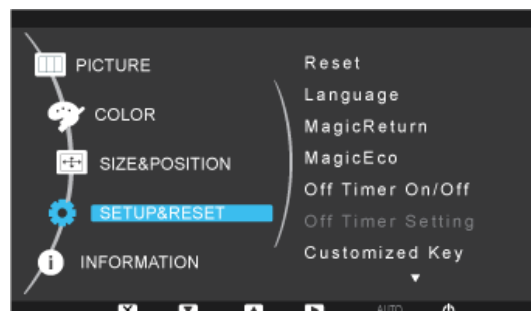 PICTURE
COLOR
SIZE&POSITION
SETUP&RESET
INFORMATION
Reset
Language
MagicReturn
MagicEco
Off Timer On/Off
Off Timer Setting
Customized Key
AUTO